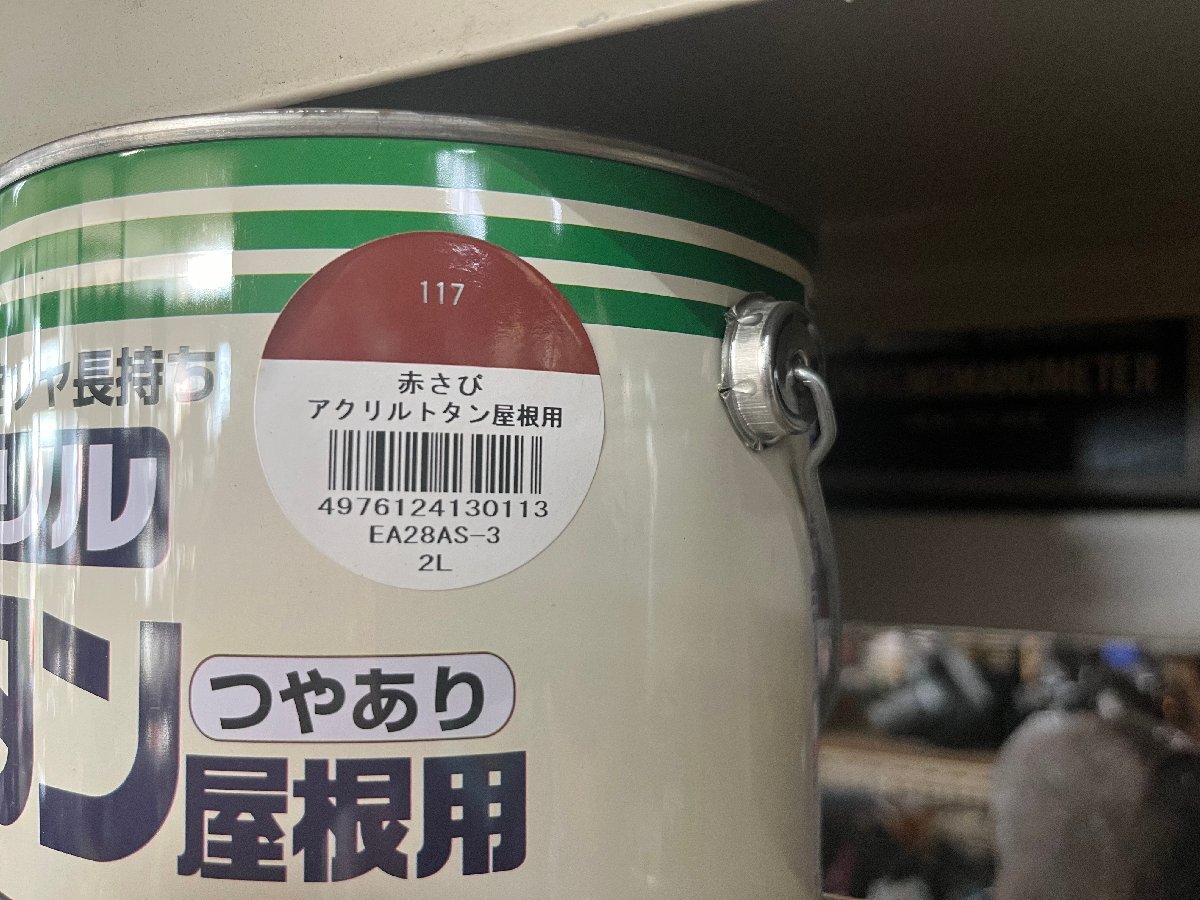 117
ヤ長持ち
赤さび
アクリルトタン屋根用
4976124130113
EA28AS-3
2L
リル
タン
つやあり
屋根用